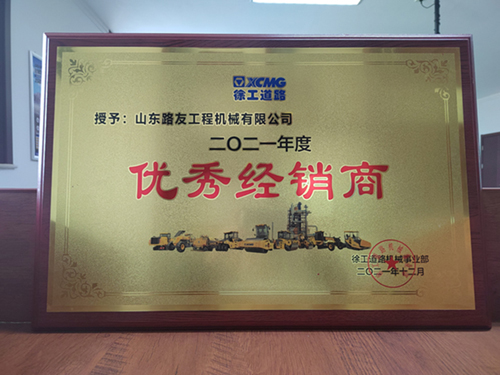 XCMG
徐工道路
授予：山东路友工程机械有限公司
二〇二一年度
优秀经销商
徐工道路机械事业部
二〇二一年十二月